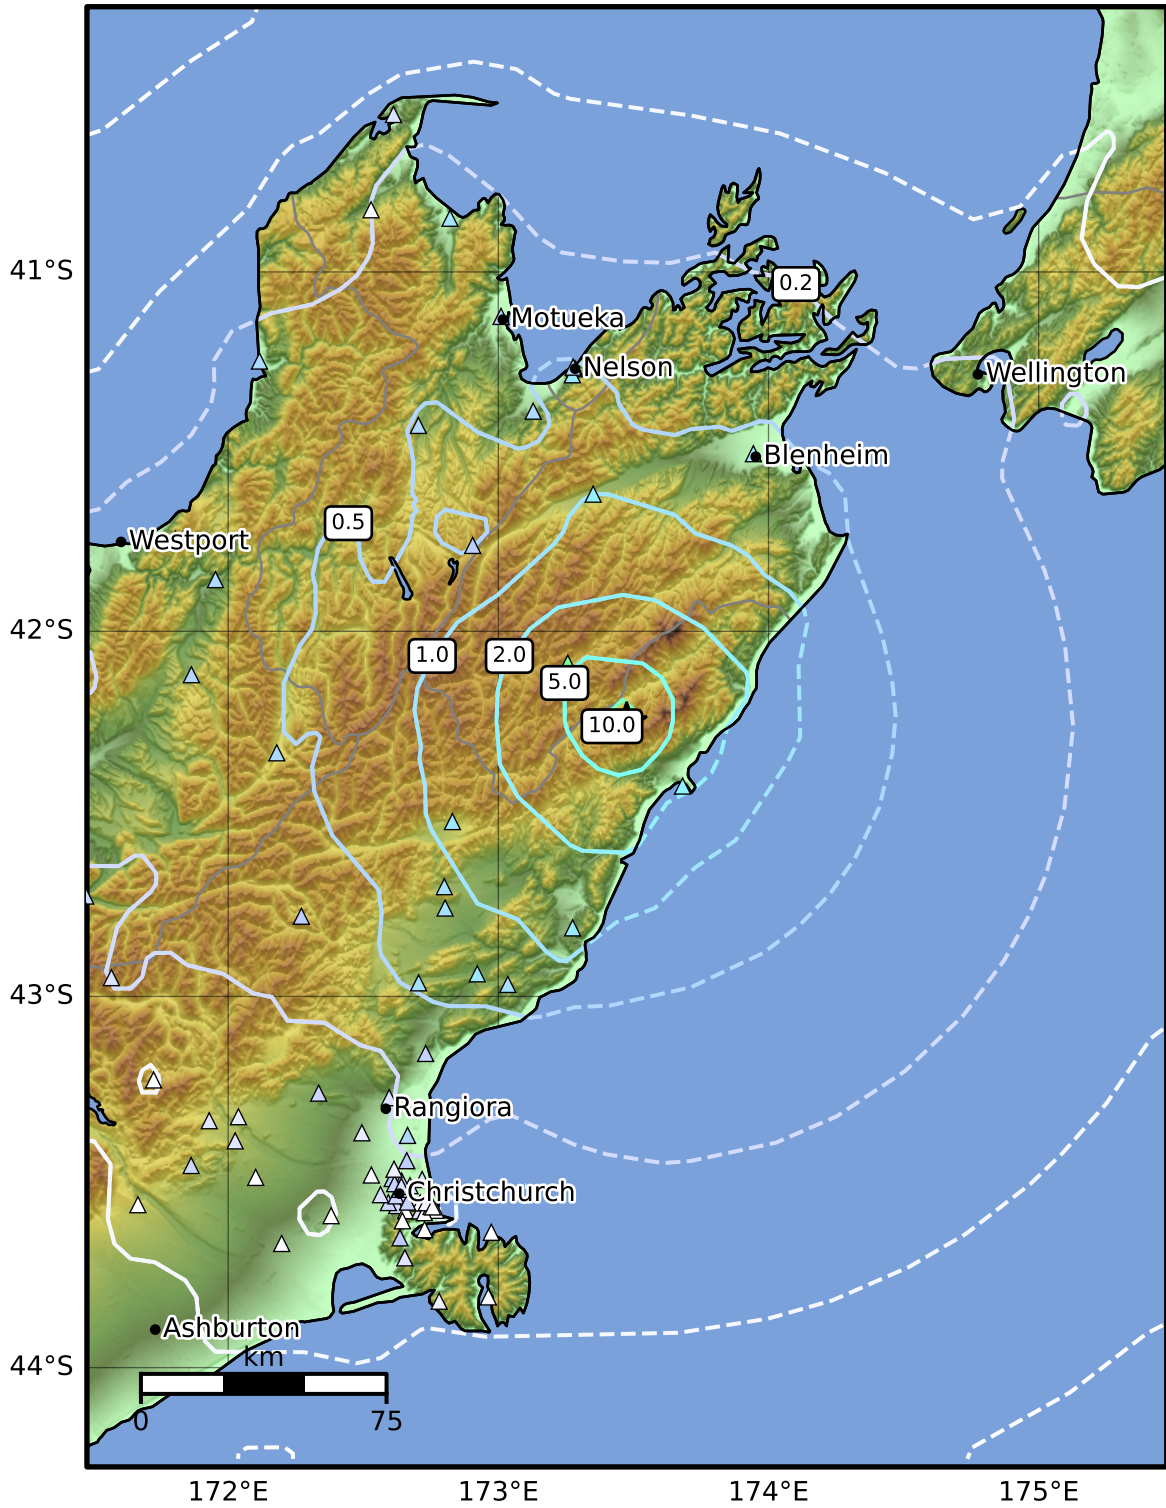 41°S
0.2
Motueka
Nelson
Wellington
Blenheim
0.5
Westport
42°S
1.0
2.0
5.0
10.0
43°S
Rangiora
Christchurch
Ashburton
km
44°S
0
75
172°E
173°E
174°E
175°E